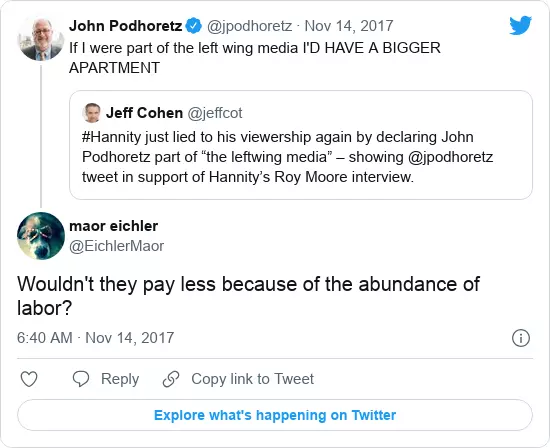 John Podhoretz @jpodhoretz · Nov 14, 2017
If I were part of the left wing media I'D HAVE A BIGGER
APARTMENT
Jeff Cohen @jeffcot
#Hannity just lied to his viewership again by declaring John
Podhoretz part of “the leftwing media” – showing @jpodhoretz
tweet in support of Hannity’s Roy Moore interview.
maor eichler
@EichlerMaor
Wouldn't they pay less because of the abundance of
labor?
6:40 AM · Nov 14, 2017
Reply Copy link to Tweet
Explore what's happening on Twitter